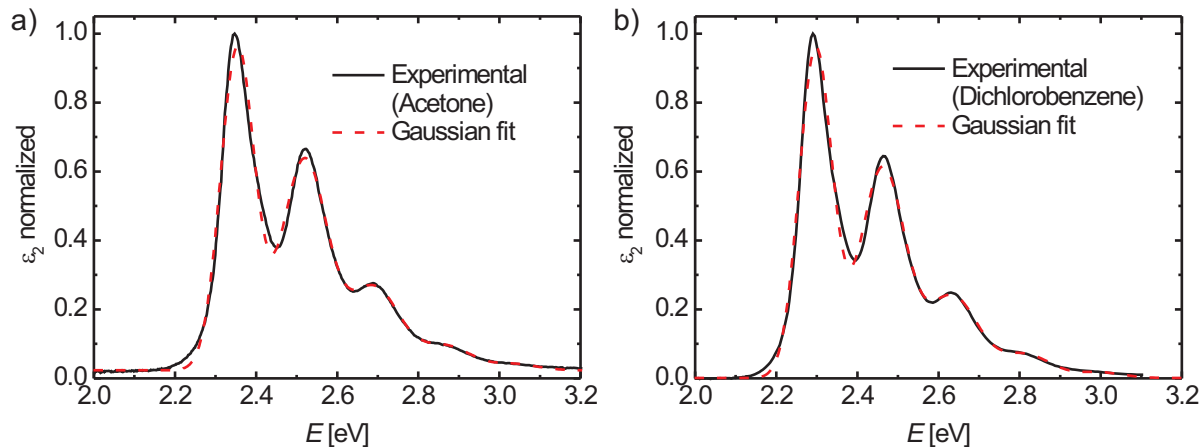 a)
ε₂ normalized
1.0
0.8
0.6
0.4
0.2
0.0
2.0 2.2 2.4 2.6 2.8 3.0 3.2
E [eV]
Experimental
(Acetone)
Gaussian fit
b)
ε₂ normalized
1.0
0.8
0.6
0.4
0.2
0.0
2.0 2.2 2.4 2.6 2.8 3.0 3.2
E [eV]
Experimental
(Dichlorobenzene)
Gaussian fit